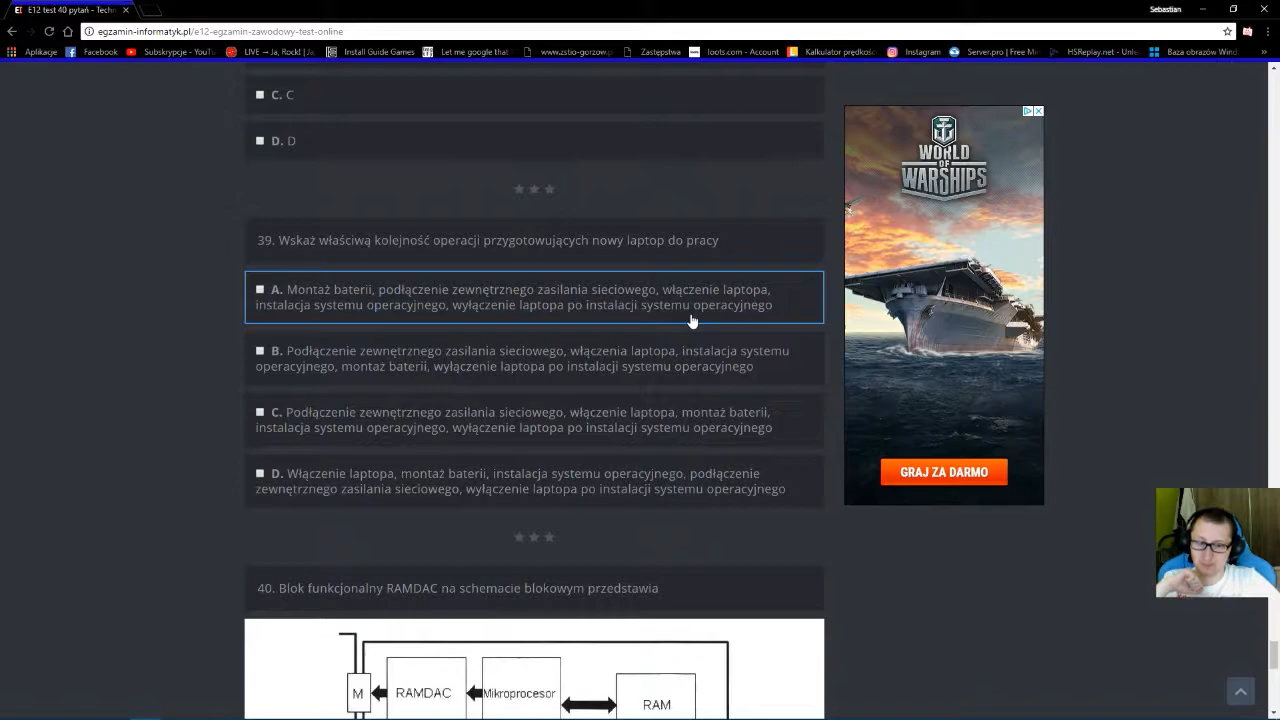 E12 test 40 pytań - Techn
Sebastian
egzamin-informatyk.pl/e12-egzamin-zawodowy-test-online
Aplikacje Facebook Subskrypcje - YouTu LIVE → Ja, Rock! [ Install Guide Games Let me google that www.zstio-gorzow.p Zastępstwa loots.com - Account Kalkulator prędkośc Instagram Server.pro | Free Min HSReplay.net - Unle Baza obrazów Wind
C. C
D. D
39. Wskaż właściwą kolejność operacji przygotowujących nowy laptop do pracy
A. Montaż baterii, podłączenie zewnętrznego zasilania sieciowego, włączenie laptopa,
instalacja systemu operacyjnego, wyłączenie laptopa po instalacji systemu operacyjnego
B. Podłączenie zewnętrznego zasilania sieciowego, włączenia laptopa, instalacja systemu
operacyjnego, montaż baterii, wyłączenie laptopa po instalacji systemu operacyjnego
C. Podłączenie zewnętrznego zasilania sieciowego, włączenie laptopa, montaż baterii,
instalacja systemu operacyjnego, wyłączenie laptopa po instalacji systemu operacyjnego
D. Włączenie laptopa, montaż baterii, instalacja systemu operacyjnego, podłączenie
zewnętrznego zasilania sieciowego, wyłączenie laptopa po instalacji systemu operacyjnego
40. Blok funkcjonalny RAMDAC na schemacie blokowym przedstawia
M RAMDAC Mikroprocesor RAM
WORLD
OF
WARSHIPS
GRAJ ZA DARMO